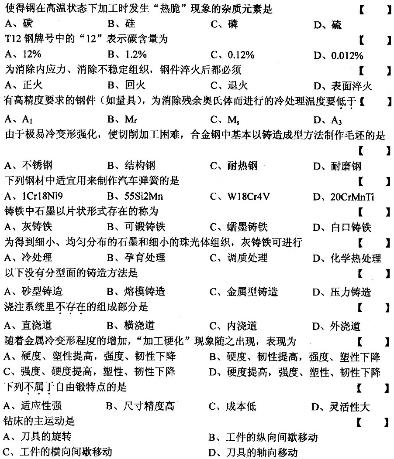 使得钢在高温状态下加工时发生“热脆”现象的杂质元素是 【 】
A、碳 B、硅 C、磷 D、硫
T12 钢牌号中的“12”表示碳含量为 【 】
A、12% B、1.2% C、0.12% D、0.012%
为消除内应力、消除不稳定组织，钢件淬火后都必须 【 】
A、正火 B、回火 C、退火 D、表面淬火
有高精度要求的钢件（如量具），为消除残余奥氏体而进行的冷处理温度要低于【 】
A、A₁ B、Mf C、Ms D、A₃
由于极易冷变形强化，使切削加工困难，合金钢中基本以铸造成型方法制作毛还的是
【 】
A、不锈钢 B、结构钢 C、耐热钢 D、耐磨钢
下列钢材中适宜用来制作汽车弹簧的是 【 】
A、1Cr18Ni9 B、55Si2Mn C、W18Cr4V D、20CrMnTi
铸铁中石墨以片状形式存在的称为 【 】
A、灰铸铁 B、可锻铸铁 C、蠕墨铸铁 D、白口铸铁
为得到细小、均匀分布的石墨和细小的珠光体组织，灰铸铁可进行 【 】
A、冷处理 B、孕育处理 C、调质处理 D、化学热处理
以下没有分型面的铸造方法是 【 】
A、砂型铸造 B、熔模铸造 C、金属型铸造 D、压力铸造
浇注系统里不存在的组成部分是 【 】
A、直浇道 B、横浇道 C、内浇道 D、外浇道
随着金属冷变形程度的增加，“加工硬化”现象随之出现，表现为 【 】
A、硬度、塑性提高，强度、韧性下降 B、硬度、韧性提高，强度、塑性下降
C、强度、硬度提高，塑性、韧性下降 D、硬度提高，强度、塑性、韧性下降
下列不属于自由锻特点的是 【 】
A、适应性强 B、尺寸精度高 C、成本低 D、灵活性大
钻床的主运动是 【 】
A、刀具的旋转 B、工件的纵向间歇移动
C、工件的横向间歇移动 D、刀具的轴向移动